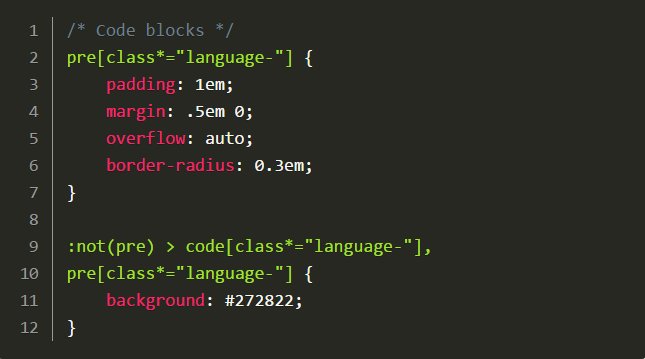 1 /* Code blocks */
2 pre[class*="language-"] {
3     padding: 1em;
4     margin: .5em 0;
5     overflow: auto;
6     border-radius: 0.3em;
7 }
8
9 :not(pre) > code[class*="language-"],
10 pre[class*="language-"] {
11     background: #272822;
12 }